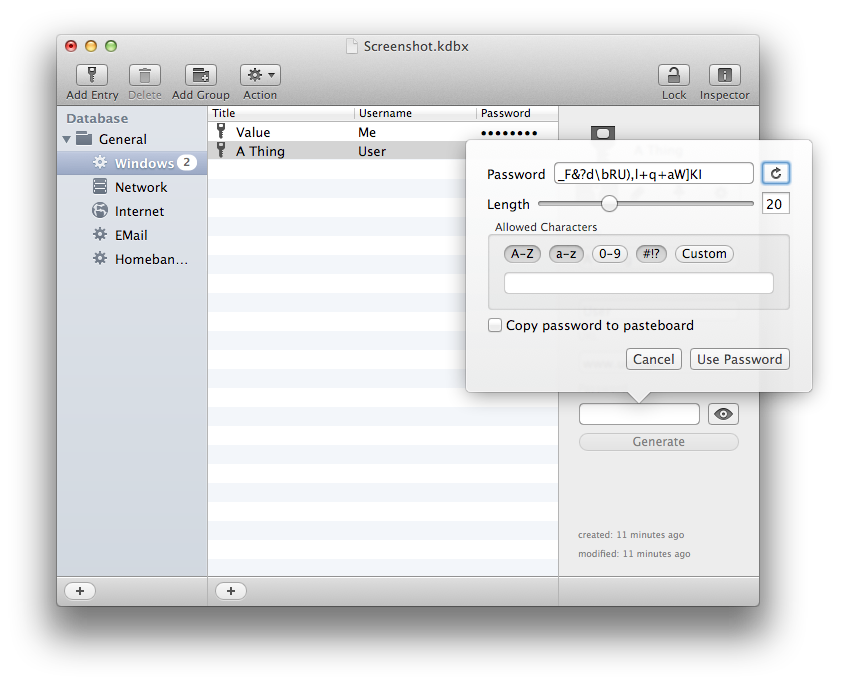 Screenshot.kdbx
Add Entry Delete Add Group Action Lock Inspector
Database
General
Windows 2
Network
Internet
EMail
Homeban...
Title Username Password
Value Me ••••••••
A Thing User
Password _F&?d\bRU),l+q+aW]KI
Length 20
Allowed Characters
A-Z a-z 0-9 #!? Custom
Copy password to pasteboard
Cancel Use Password
Generate
created: 11 minutes ago
modified: 11 minutes ago
+ +